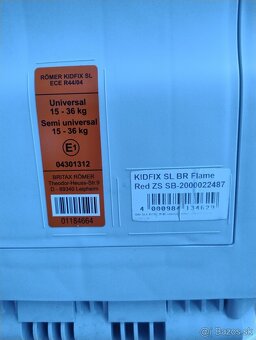 RÖMER KIDFIX SL
ECE R44/04
Universal
15 - 36 kg
Semi universal
15 - 36 kg
E1
04301312
BRITAX RÖMER
Theodor-Heuss-Str.9
D - 89340 Leipheim
01184664
KIDFIX SL BR Flame
Red ZS SB-2000022487
4 000984 134629
bazos.sk